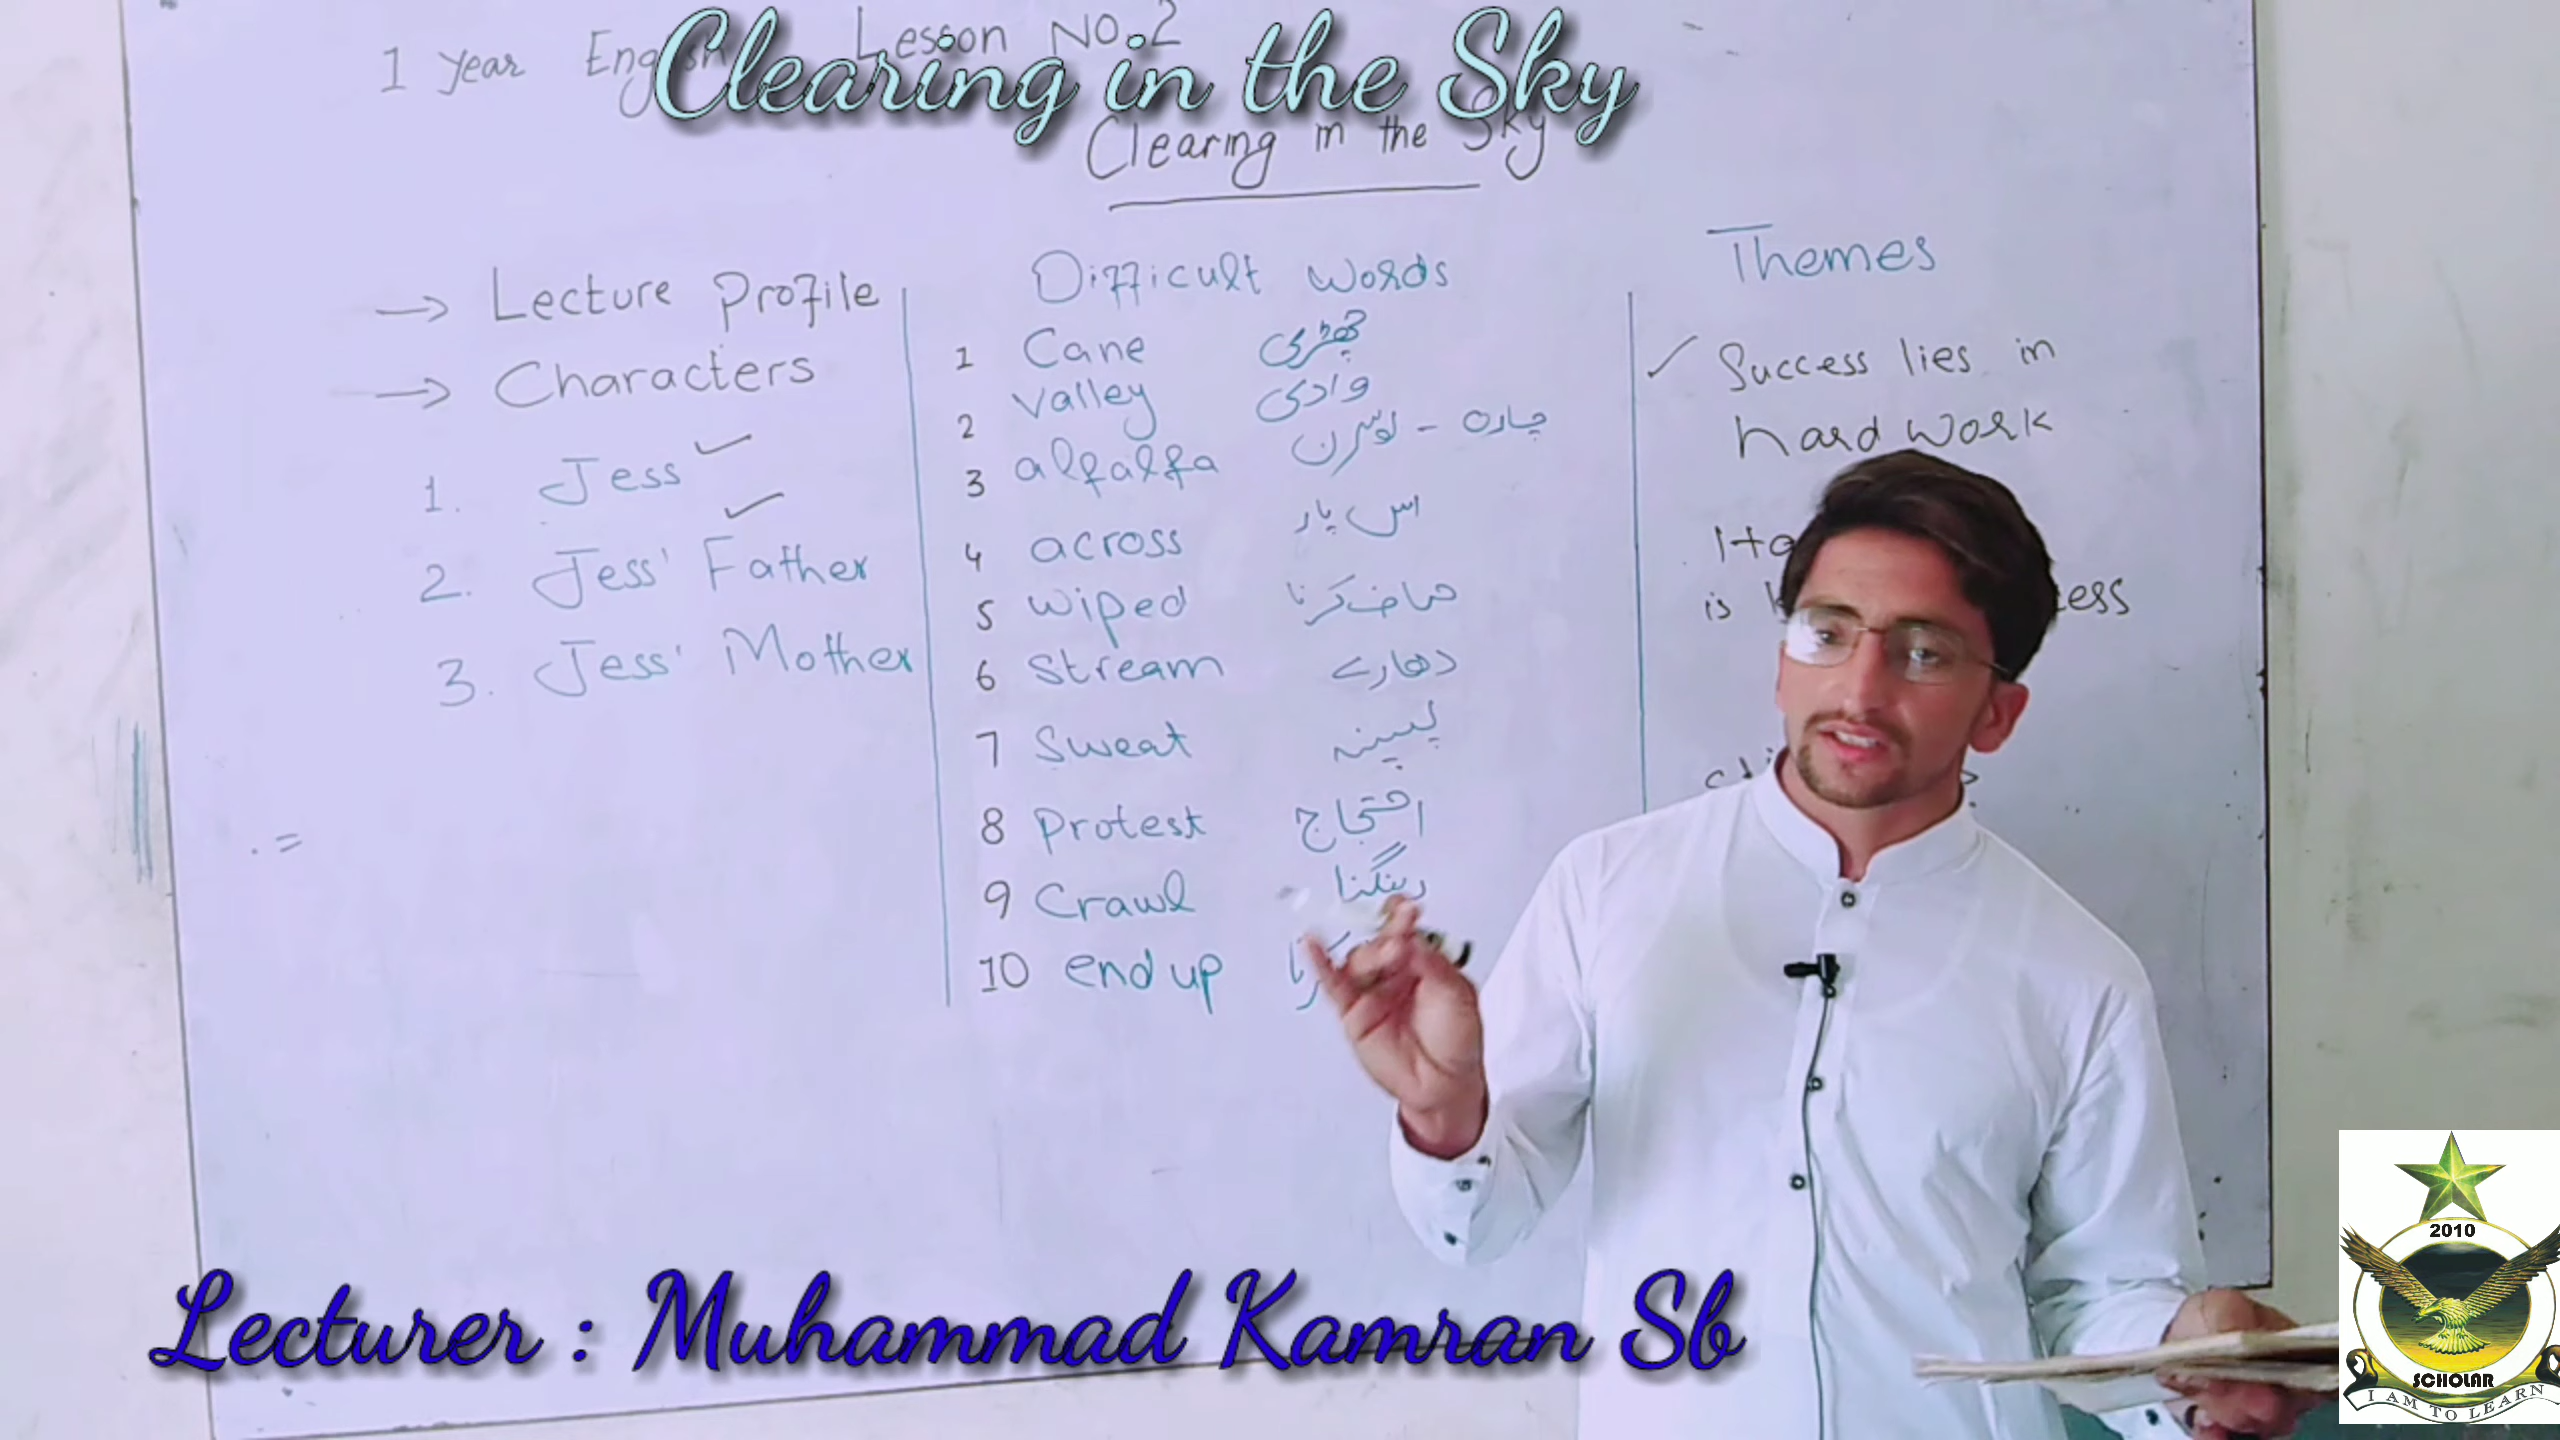 Clearing in the Sky
1 Year English Lesson NO.2
Clearing in the Sky
→ Lecture Profile
→ Characters
1. Jess ✓
2. Jess' Father ✓
3. Jess' Mother
Difficult Words
1 Cane چھڑی
2 Valley وادی
3 alfalfa چارہ - لوسرن
4 across اس پار
5 wiped صاف کرنا
6 Stream دھارے
7 Sweat پسینہ
8 Protest احتجاج
9 Crawl رینگنا
10 end up
Themes
✓ Success lies in
hard work
is
Lecturer : Muhammad Kamran Sb
2010
SCHOLAR
I AM TO LEARN